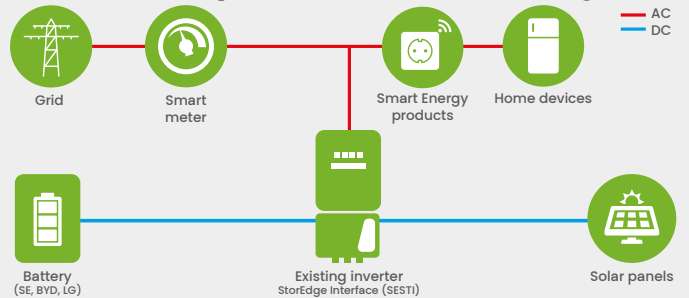 AC
DC
Grid
Smart
meter
Smart Energy
products
Home devices
Battery
(SE, BYD, LG)
Existing inverter
StorEdge Interface (SESTI)
Solar panels